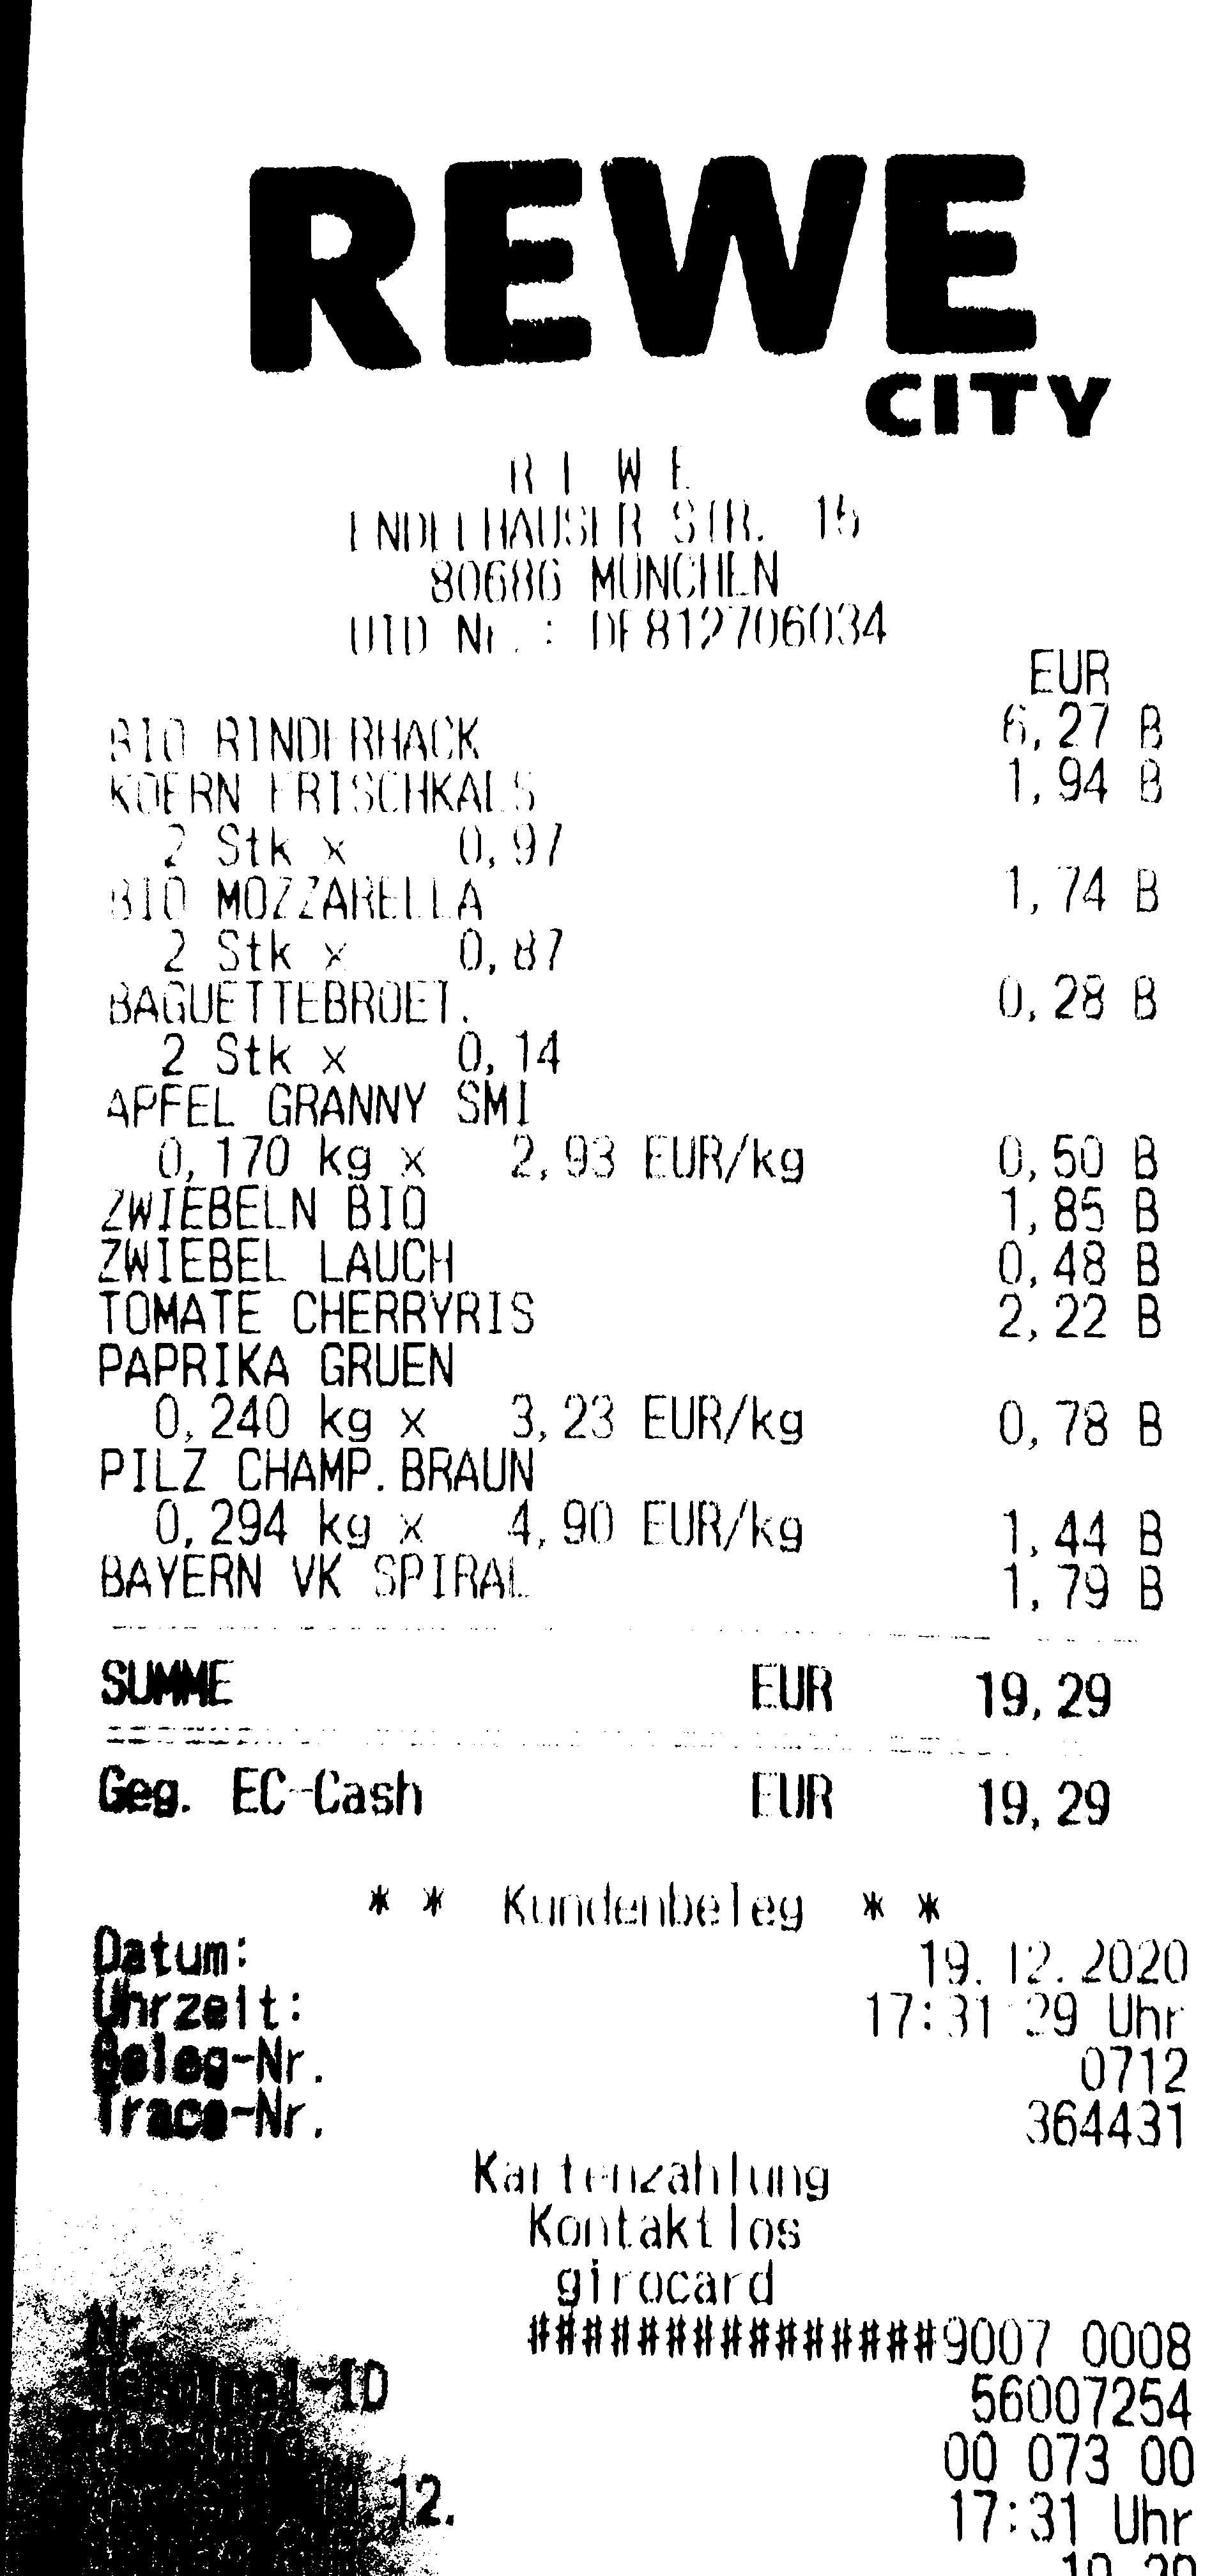 REWE
CITY
R E W E
ENDELHAUSER STR. 15
80686 MÜNCHEN
UID Nr.: DE812706034
EUR
BIO RINDERHACK 6,27 B
KOERN FRISCHKAES 1,94 B
2 Stk x 0,97
BIO MOZZARELLA 1,74 B
2 Stk x 0,87
BAGUETTEBROET. 0,28 B
2 Stk x 0,14
APFEL GRANNY SMI
0,170 kg x 2,93 EUR/kg 0,50 B
ZWIEBELN BIO 1,85 B
ZWIEBEL LAUCH 0,48 B
TOMATE CHERRYRIS 2,22 B
PAPRIKA GRUEN
0,240 kg x 3,23 EUR/kg 0,78 B
PILZ CHAMP.BRAUN
0,294 kg x 4,90 EUR/kg 1,44 B
BAYERN VK SPIRAL 1,79 B
SUMME EUR 19,29
Geg. EC-Cash EUR 19,29
* * Kundenbeleg * *
Datum: 19.12.2020
Uhrzeit: 17:31:29 Uhr
Beleg-Nr. 0712
Trace-Nr. 364431
Kartenzahlung
Kontaktlos
girocard
Nr. ###############9007 0008
Terminal-ID 56007254
00 073 00
12. 17:31 Uhr